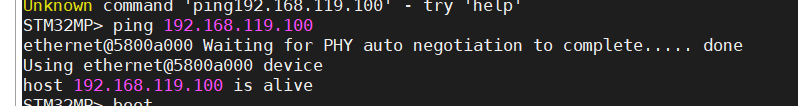 Unknown command 'ping192.168.119.100' - try 'help'
STM32MP> ping 192.168.119.100
ethernet@5800a000 Waiting for PHY auto negotiation to complete..... done
Using ethernet@5800a000 device
host 192.168.119.100 is alive
STM32MP> boot